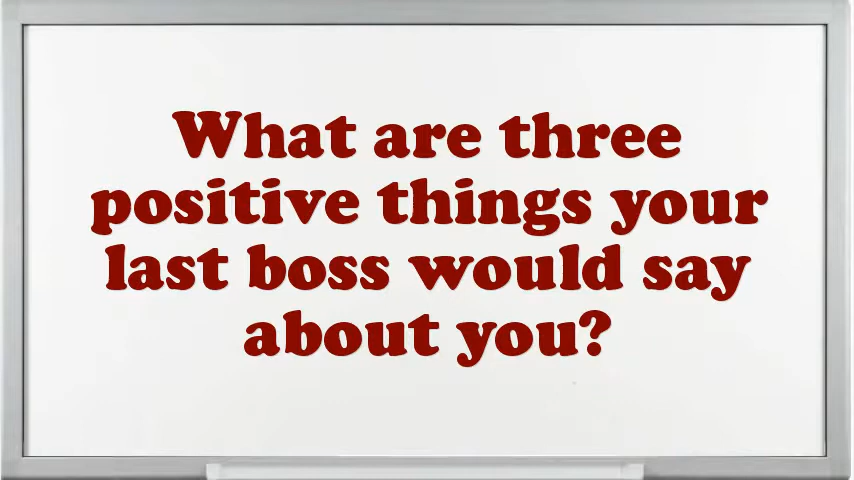 What are three
positive things your
last boss would say
about you?